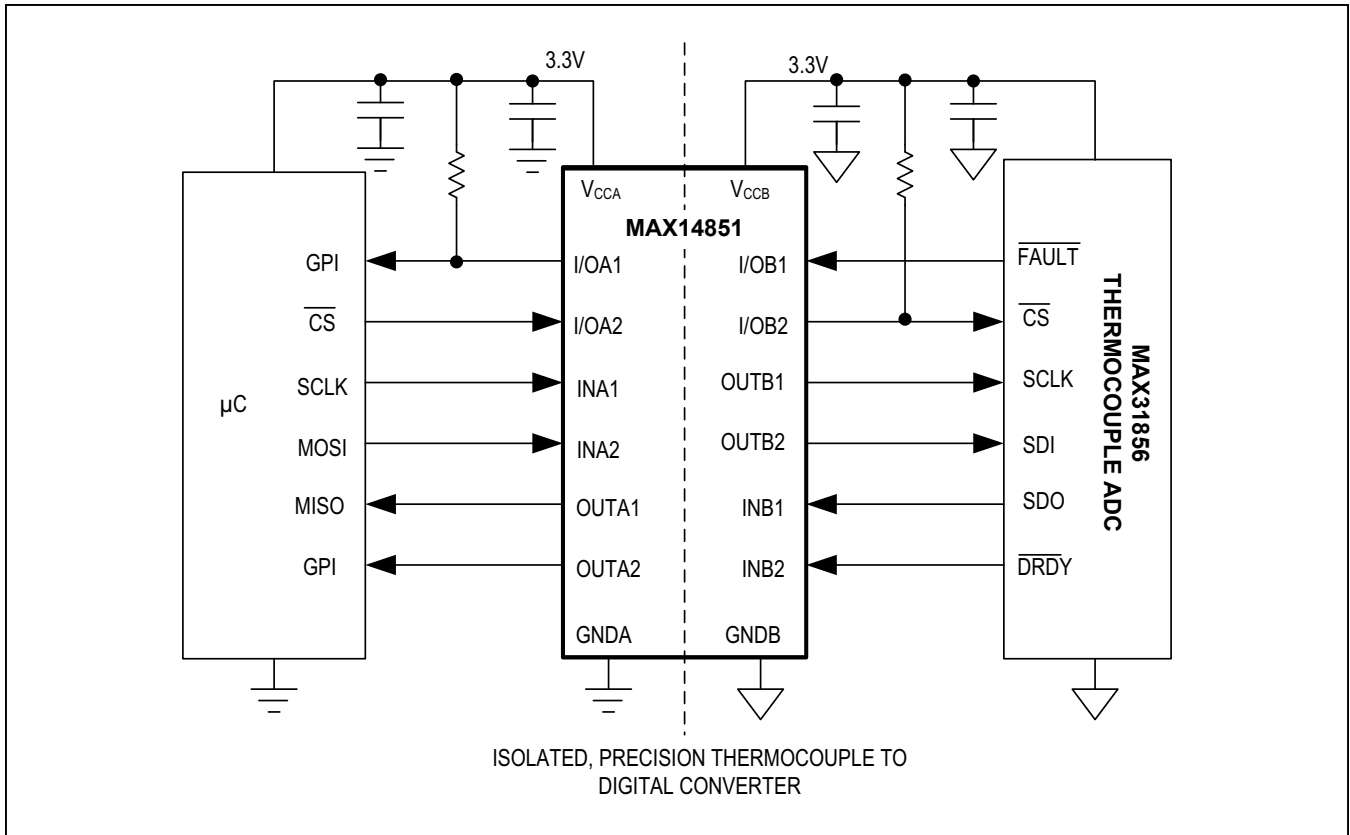 3.3V
3.3V
V_CCA
V_CCB
MAX14851
GPI
I/OA1
I/OB1
FAULT
CS
I/OA2
I/OB2
CS
SCLK
INA1
OUTB1
SCLK
µC
MOSI
INA2
OUTB2
SDI
MISO
OUTA1
INB1
SDO
GPI
OUTA2
INB2
DRDY
GNDA
GNDB
MAX31856
THERMOCOUPLE ADC
ISOLATED, PRECISION THERMOCOUPLE TO
DIGITAL CONVERTER